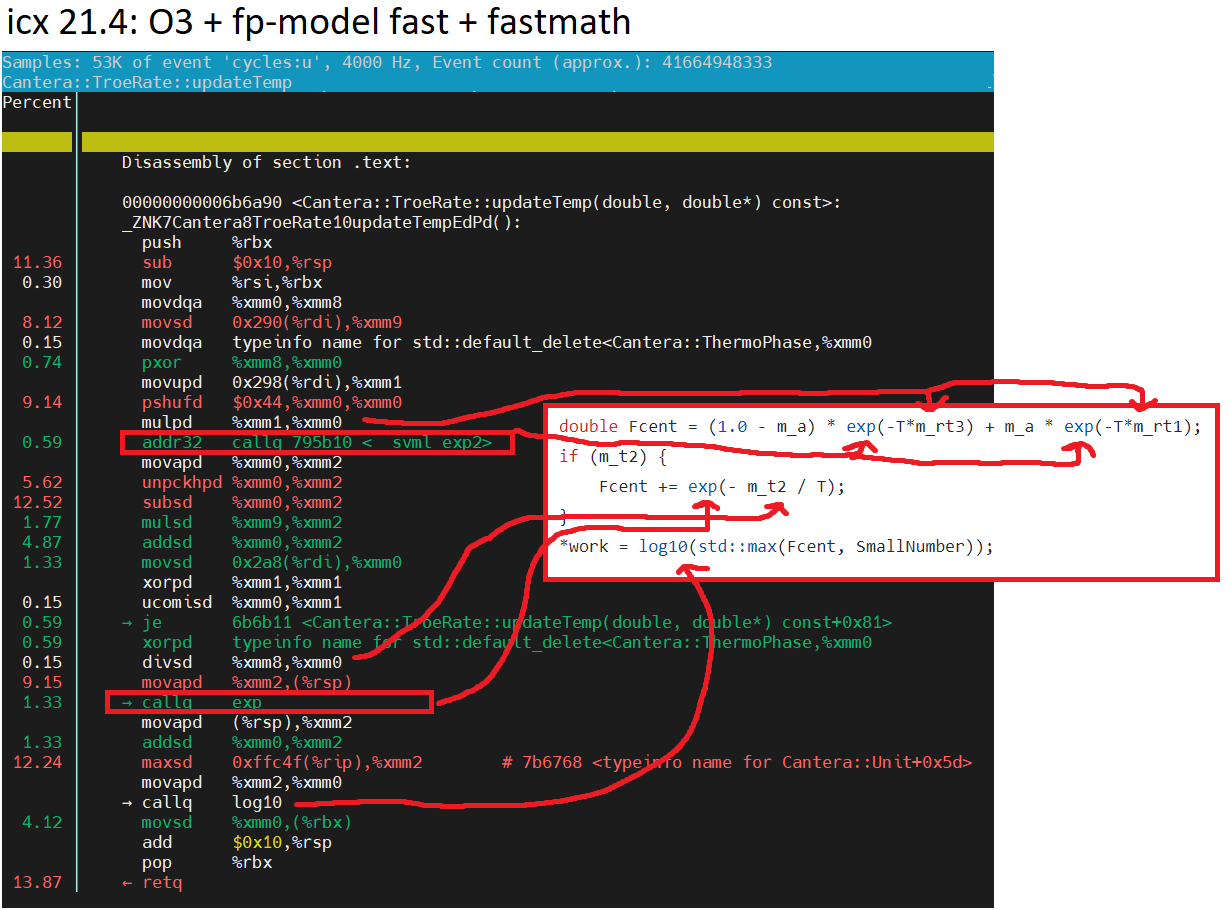 icx 21.4: O3 + fp-model fast + fastmath
Samples: 53K of event 'cycles:u', 4000 Hz, Event count (approx.): 41664948333
Cantera::TroeRate::updateTemp
Percent
Disassembly of section .text:
00000000006b6a90 <Cantera::TroeRate::updateTemp(double, double*) const>:
_ZNK7Cantera8TroeRate10updateTempEdPd():
push %rbx
11.36 sub $0x10,%rsp
0.30 mov %rsi,%rbx
movdqa %xmm0,%xmm8
8.12 movsd 0x290(%rdi),%xmm9
0.15 movdqa typeinfo name for std::default_delete<Cantera::ThermoPhase,%xmm0
0.74 pxor %xmm8,%xmm0
movupd 0x298(%rdi),%xmm1
9.14 pshufd $0x44,%xmm0,%xmm0
mulpd %xmm1,%xmm0
0.59 addr32 callq 795b10 < svml exp2>
movapd %xmm0,%xmm2
5.62 unpckhpd %xmm0,%xmm2
12.52 subsd %xmm0,%xmm2
1.77 mulsd %xmm9,%xmm2
4.87 addsd %xmm0,%xmm2
1.33 movsd 0x2a8(%rdi),%xmm0
xorpd %xmm1,%xmm1
0.15 ucomisd %xmm0,%xmm1
0.59 → je 6b6b11 <Cantera::TroeRate::updateTemp(double, double*) const+0x81>
0.59 xorpd typeinfo name for std::default_delete<Cantera::ThermoPhase,%xmm0
0.15 divsd %xmm8,%xmm0
9.15 movapd %xmm2,(%rsp)
1.33 → callq exp
movapd (%rsp),%xmm2
1.33 addsd %xmm0,%xmm2
12.24 maxsd 0xffc4f(%rip),%xmm2 # 7b6768 <typeinfo name for Cantera::Unit+0x5d>
movapd %xmm2,%xmm0
→ callq log10
4.12 movsd %xmm0,(%rbx)
add $0x10,%rsp
pop %rbx
13.87 ← retq
double Fcent = (1.0 - m_a) * exp(-T*m_rt3) + m_a * exp(-T*m_rt1);
if (m_t2) {
Fcent += exp(- m_t2 / T);
}
*work = log10(std::max(Fcent, SmallNumber));